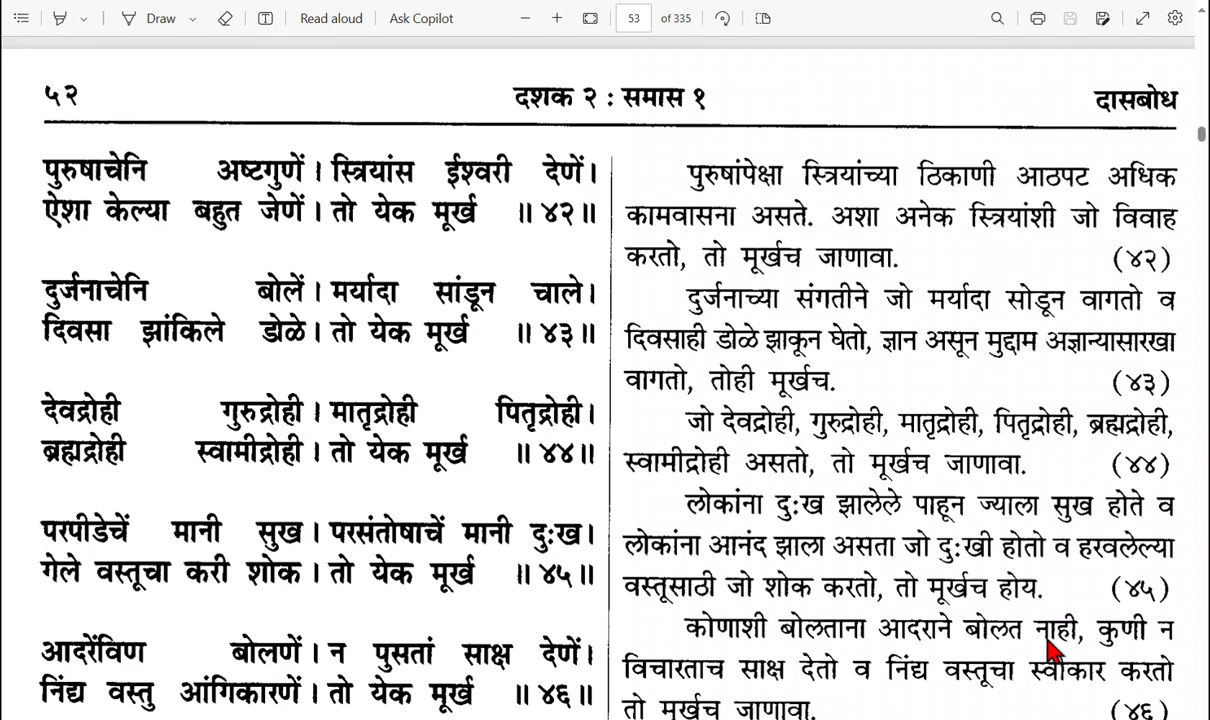 Draw
Read aloud
Ask Copilot
53
of 335
५२
दशक २ : समास १
दासबोध
पुरुषाचेनि अष्टगुणें। स्त्रियांस ईश्वरी देणें।
ऐशा केल्या बहुत जेणें। तो येक मूर्ख ॥४२॥
दुर्जनाचेनि बोलें। मर्यादा सांडून चाले।
दिवसा झांकिले डोळे। तो येक मूर्ख ॥४३॥
देवद्रोही गुरुद्रोही। मातृद्रोही पितृद्रोही।
ब्रह्मद्रोही स्वामीद्रोही। तो येक मूर्ख ॥४४॥
परपीडेचें मानी सुख। परसंतोषाचें मानी दुःख।
गेले वस्तूचा करी शोक। तो येक मूर्ख ॥४५॥
आदरेंविण बोलणें। न पुसतां साक्ष देणें।
निंद्य वस्तु आंगिकारणें। तो येक मूर्ख ॥४६॥
पुरुषांपेक्षा स्त्रियांच्या ठिकाणी आठपट अधिक
कामवासना असते. अशा अनेक स्त्रियांशी जो विवाह
करतो, तो मूर्खच जाणावा. (४२)
दुर्जनाच्या संगतीने जो मर्यादा सोडून वागतो व
दिवसाही डोळे झाकून घेतो, ज्ञान असून मुद्दाम अज्ञान्यासारखा
वागतो, तोही मूर्खच. (४३)
जो देवद्रोही, गुरुद्रोही, मातृद्रोही, पितृद्रोही, ब्रह्मद्रोही,
स्वामीद्रोही असतो, तो मूर्खच जाणावा. (४४)
लोकांना दुःख झालेले पाहून ज्याला सुख होते व
लोकांना आनंद झाला असता जो दुःखी होतो व हरवलेल्या
वस्तूसाठी जो शोक करतो, तो मूर्खच होय. (४५)
कोणाशी बोलताना आदराने बोलत नाही, कुणी न
विचारताच साक्ष देतो व निंद्य वस्तूचा स्वीकार करतो
तो मूर्खच जाणावा. (४६)